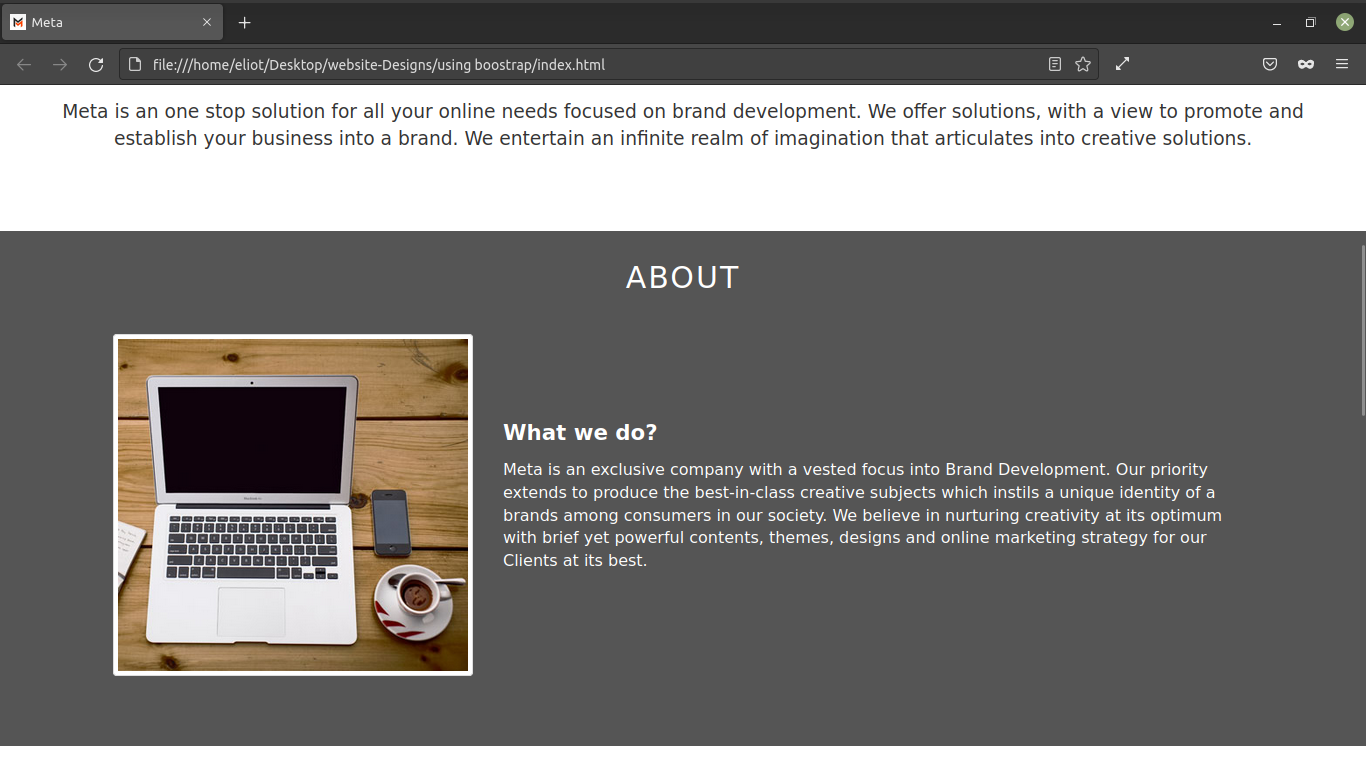 Meta
file:///home/eliot/Desktop/website-Designs/using boostrap/index.html
Meta is an one stop solution for all your online needs focused on brand development. We offer solutions, with a view to promote and
establish your business into a brand. We entertain an infinite realm of imagination that articulates into creative solutions.
ABOUT
What we do?
Meta is an exclusive company with a vested focus into Brand Development. Our priority
extends to produce the best-in-class creative subjects which instils a unique identity of a
brands among consumers in our society. We believe in nurturing creativity at its optimum
with brief yet powerful contents, themes, designs and online marketing strategy for our
Clients at its best.